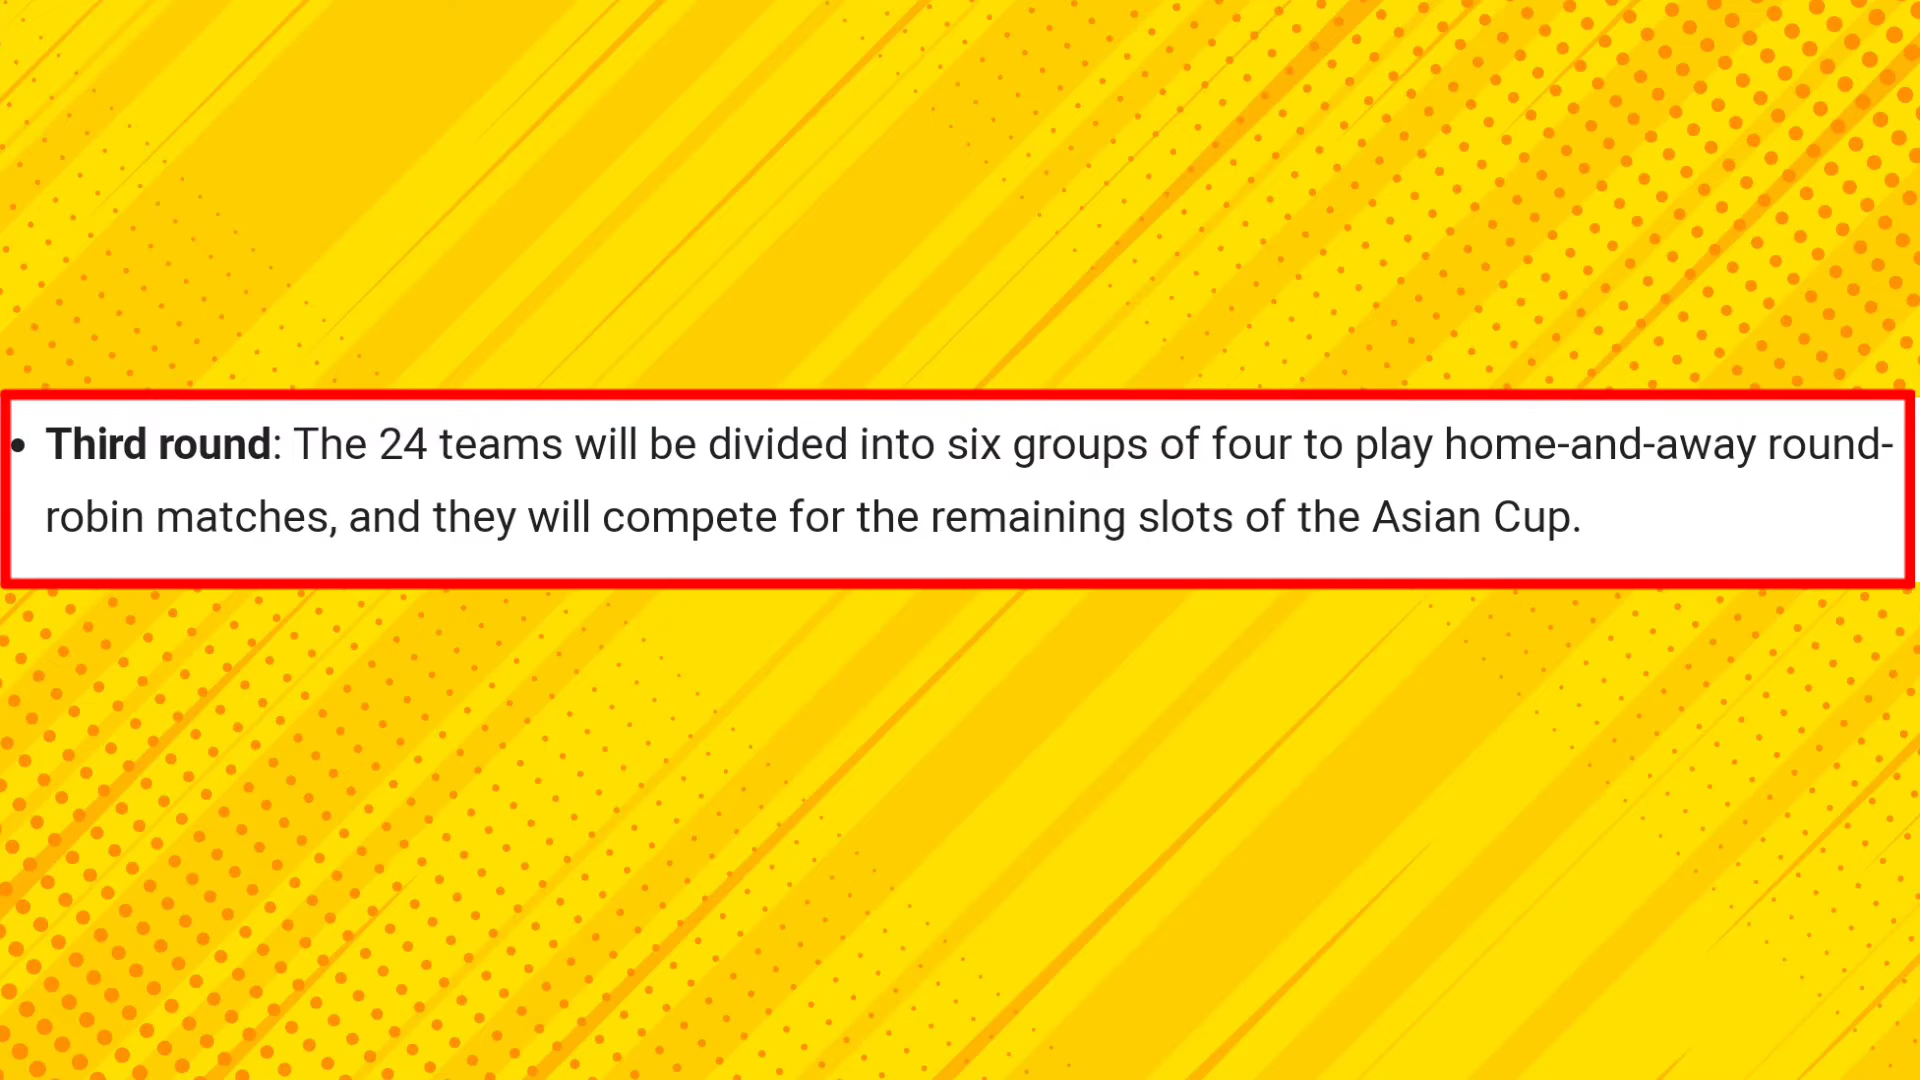 • Third round: The 24 teams will be divided into six groups of four to play home-and-away round-
robin matches, and they will compete for the remaining slots of the Asian Cup.